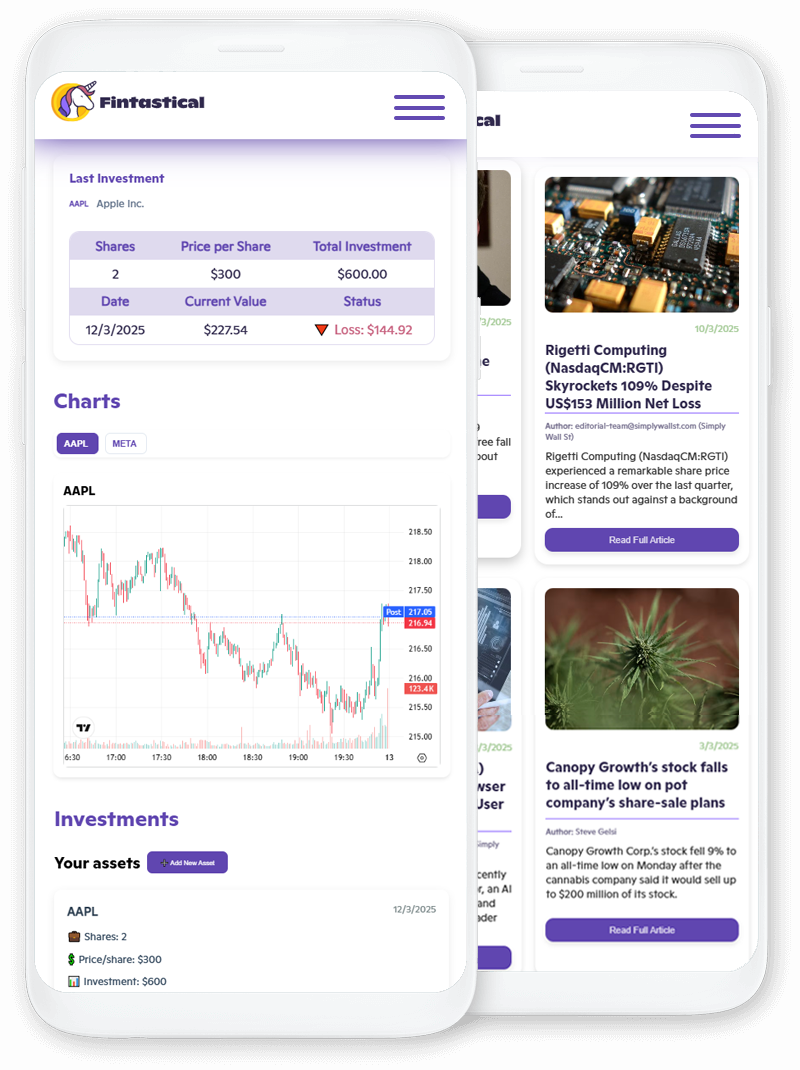 Fintastical
Last Investment
AAPL Apple Inc.
Shares Price per Share Total Investment
2 $300 $600.00
Date Current Value Status
12/3/2025 $227.54 Loss: $144.92
Charts
AAPL META
AAPL
218.50
218.00
217.50
Post 217.05
216.94
216.50
216.00
123.4K
215.50
215.00
6:30 17:00 17:30 18:00 18:30 19:00 19:30 13
Investments
Your assets
Add New Asset
AAPL 12/3/2025
Shares: 2
Price/share: $300
Investment: $600
cal
/3/2025
ne
9
ree fall
bout
10/3/2025
Rigetti Computing
(NasdaqCM:RGTI)
Skyrockets 109% Despite
US$153 Million Net Loss
Author: editorial-team@simplywallst.com (Simply
Wall St)
Rigetti Computing (NasdaqCM:RGTI)
experienced a remarkable share price
increase of 109% over the last quarter,
which stands out against a background
of...
Read Full Article
/3/2025
)
wser
User
imply
cently
r, an AI
and
ader
3/3/2025
Canopy Growth's stock falls
to all-time low on pot
company's share-sale plans
Author: Steve Gelsi
Canopy Growth Corp.'s stock fell 9% to
an all-time low on Monday after the
cannabis company said it would sell up
to $200 million of its stock.
Read Full Article